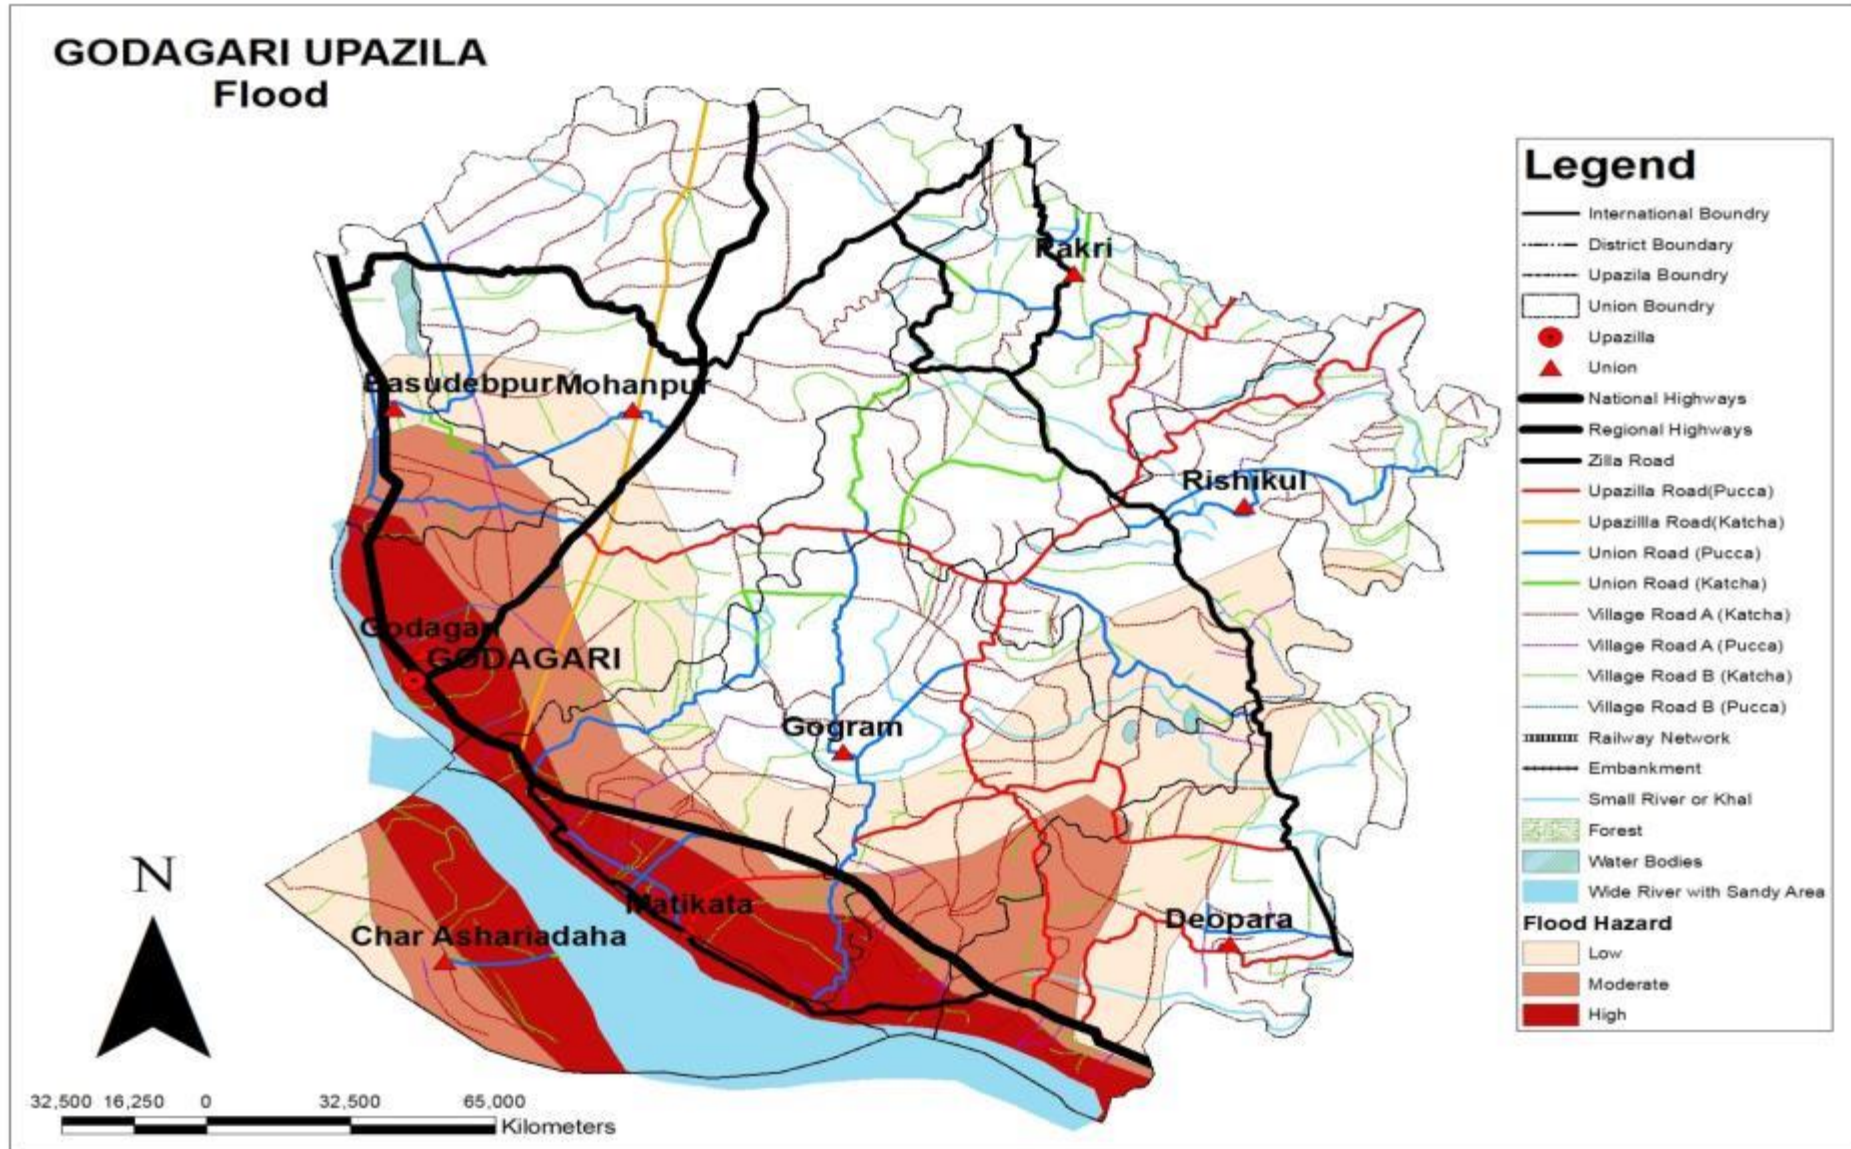 GODAGARI UPAZILA
Flood
Pakri
Basudebpur
Mohanpur
Rishikul
Godagari
GODAGARI
Gogram
Matikata
Deopara
Char Ashariadaha
N
32,500 16,250 0 32,500 65,000
Kilometers
Legend
International Boundry
District Boundary
Upazila Boundry
Union Boundry
Upazilla
Union
National Highways
Regional Highways
Zilla Road
Upazilla Road(Pucca)
Upazillla Road(Katcha)
Union Road (Pucca)
Union Road (Katcha)
Village Road A (Katcha)
Village Road A (Pucca)
Village Road B (Katcha)
Village Road B (Pucca)
Railway Network
Embankment
Small River or Khal
Forest
Water Bodies
Wide River with Sandy Area
Flood Hazard
Low
Moderate
High